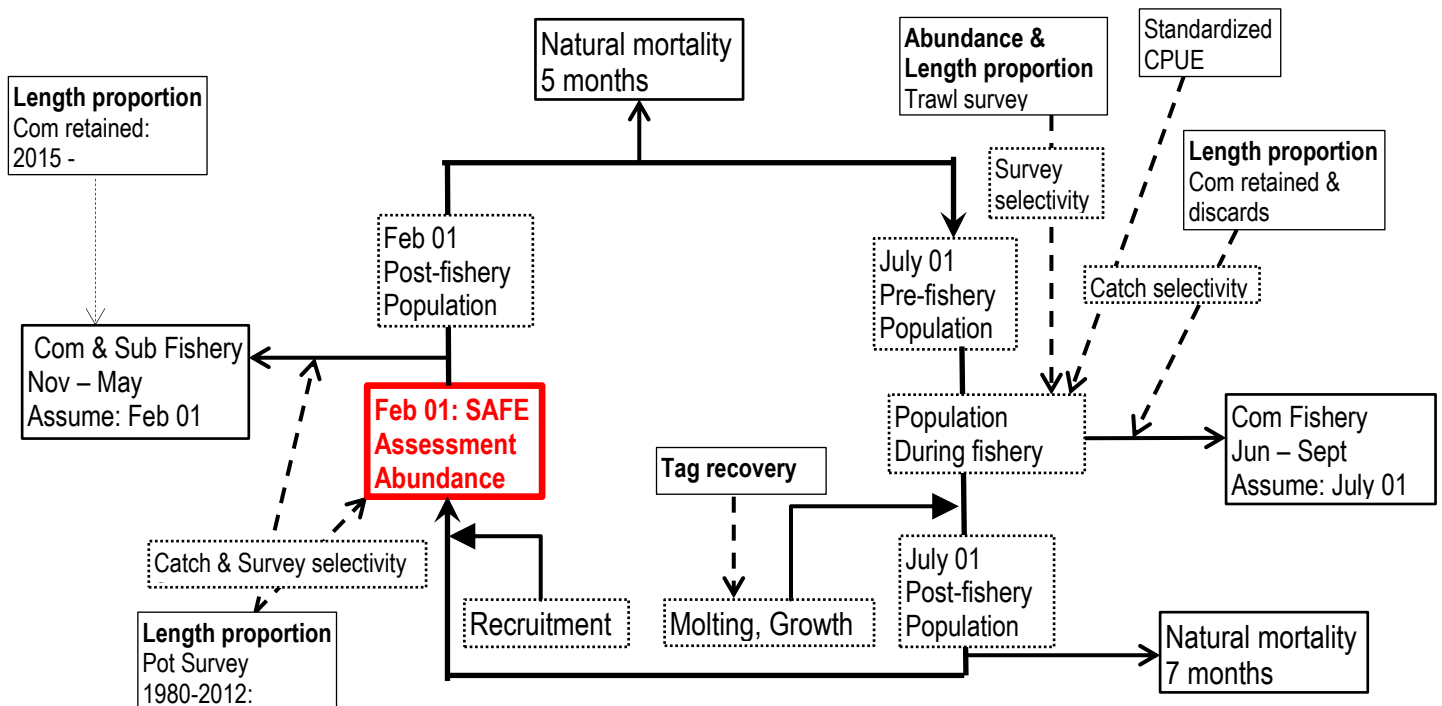 Natural mortality
5 months
Abundance &
Length proportion
Trawl survey
Standardized
CPUE
Length proportion
Com retained:
2015 -
Length proportion
Com retained &
discards
Survey
selectivity
Feb 01
Post-fishery
Population
July 01
Pre-fishery
Population
Catch selectivity
Com & Sub Fishery
Nov – May
Assume: Feb 01
Feb 01: SAFE
Assessment
Abundance
Population
During fishery
Com Fishery
Jun – Sept
Assume: July 01
Tag recovery
Catch & Survey selectivity
Recruitment
Molting, Growth
July 01
Post-fishery
Population
Length proportion
Pot Survey
1980-2012:
Natural mortality
7 months